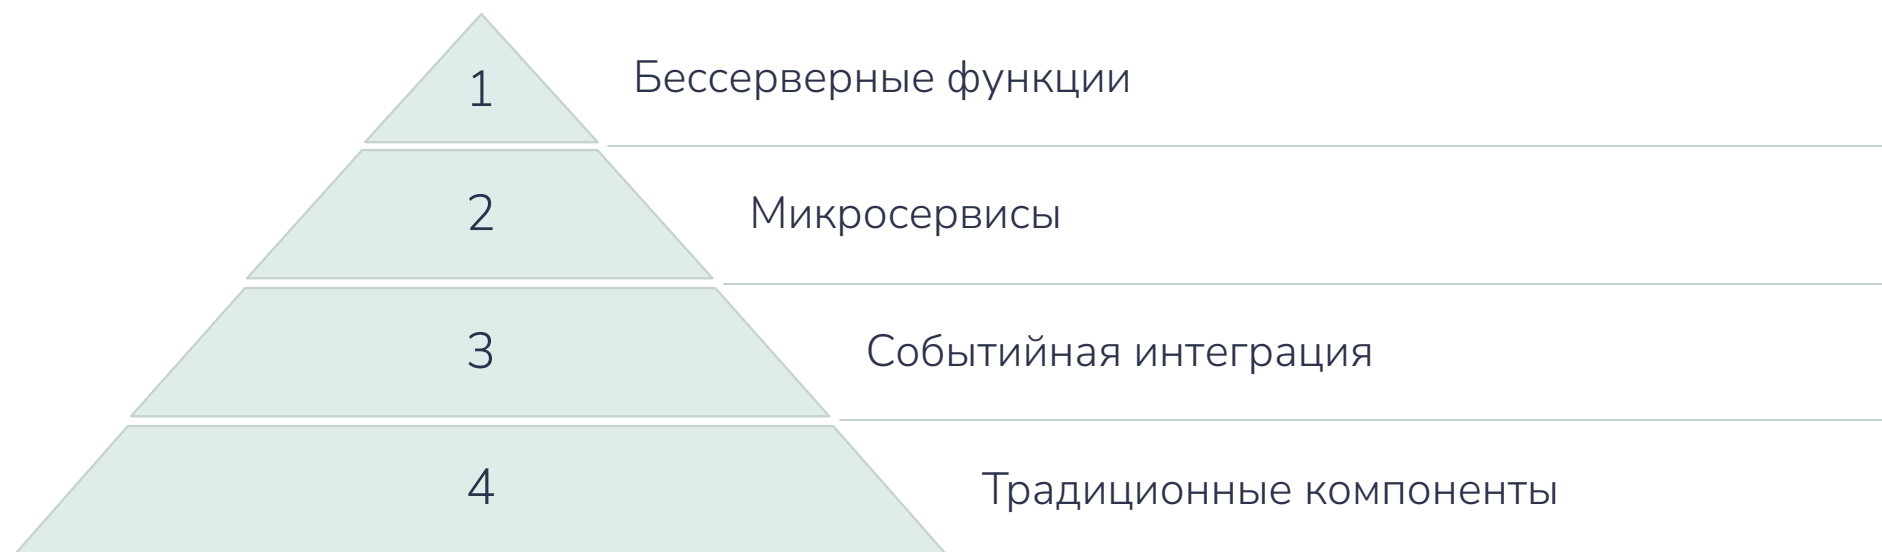 1
Бессерверные функции
2
Микросервисы
3
Событийная интеграция
4
Традиционные компоненты